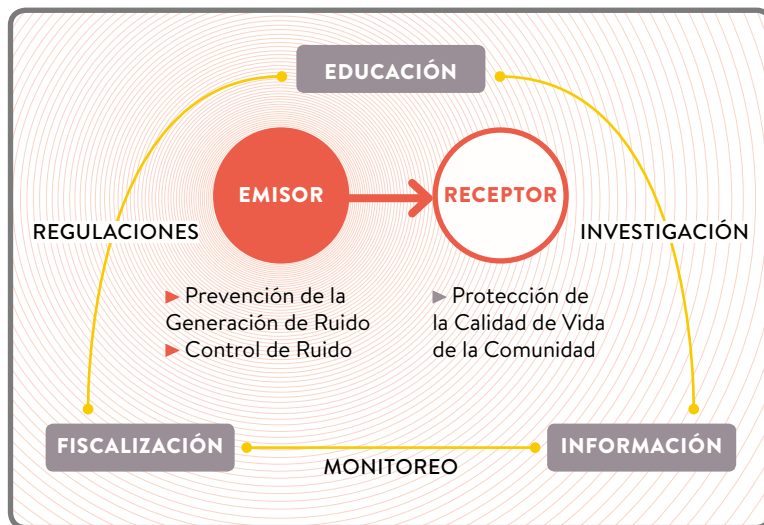 EDUCACIÓN
EMISOR
RECEPTOR
REGULACIONES
INVESTIGACIÓN
▶ Prevención de la
Generación de Ruido
▶ Control de Ruido
▶ Protección de
la Calidad de Vida
de la Comunidad
FISCALIZACIÓN
INFORMACIÓN
MONITOREO